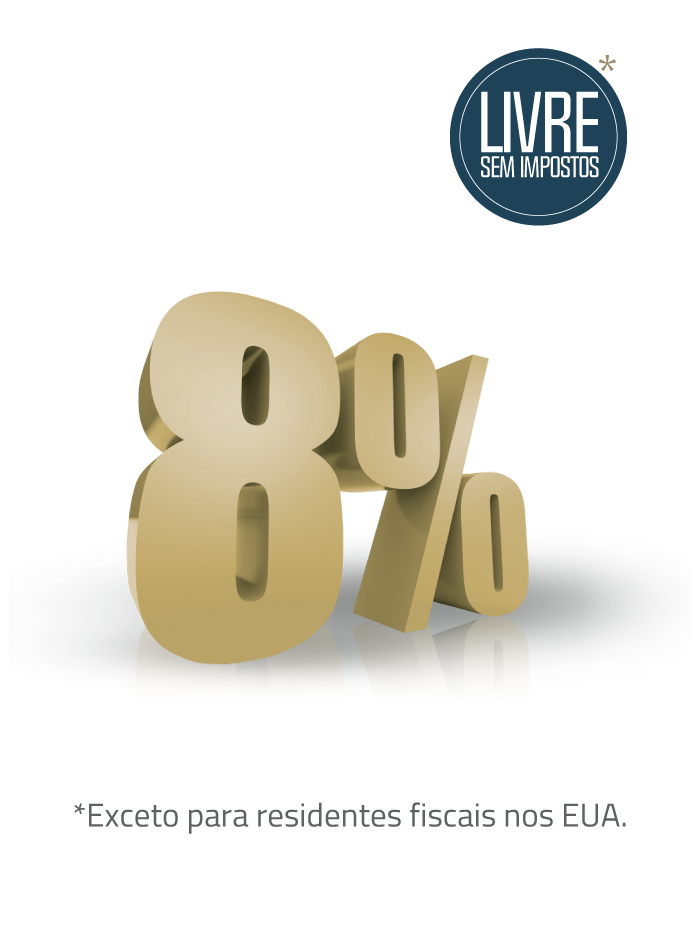 *
LIVRE
SEM IMPOSTOS
8%
*Exceto para residentes fiscais nos EUA.